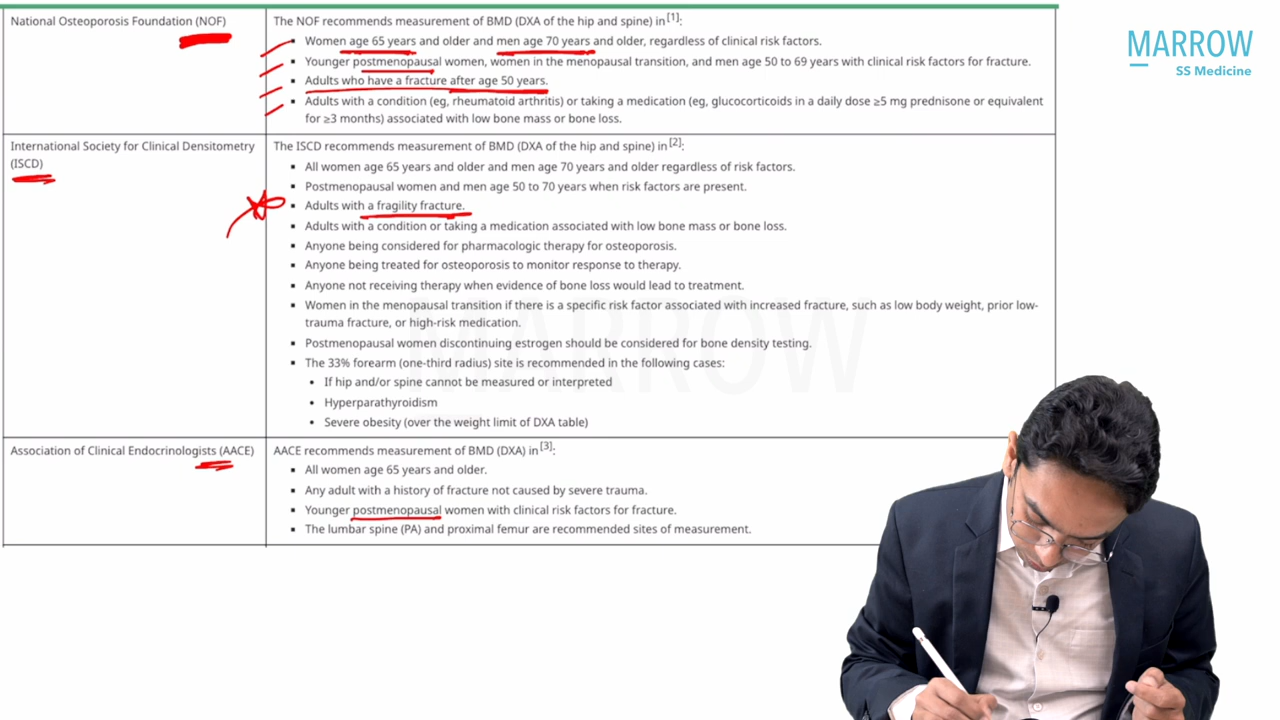 National Osteoporosis Foundation (NOF)
The NOF recommends measurement of BMD (DXA of the hip and spine) in[1]:
▪ Women age 65 years and older and men age 70 years and older, regardless of clinical risk factors.
▪ Younger postmenopausal women, women in the menopausal transition, and men age 50 to 69 years with clinical risk factors for fracture.
▪ Adults who have a fracture after age 50 years.
▪ Adults with a condition (eg, rheumatoid arthritis) or taking a medication (eg, glucocorticoids in a daily dose ≥5 mg prednisone or equivalent
for ≥3 months) associated with low bone mass or bone loss.
International Society for Clinical Densitometry
(ISCD)
The ISCD recommends measurement of BMD (DXA of the hip and spine) in[2]:
▪ All women age 65 years and older and men age 70 years and older regardless of risk factors.
▪ Postmenopausal women and men age 50 to 70 years when risk factors are present.
▪ Adults with a fragility fracture.
▪ Adults with a condition or taking a medication associated with low bone mass or bone loss.
▪ Anyone being considered for pharmacologic therapy for osteoporosis.
▪ Anyone being treated for osteoporosis to monitor response to therapy.
▪ Anyone not receiving therapy when evidence of bone loss would lead to treatment.
▪ Women in the menopausal transition if there is a specific risk factor associated with increased fracture, such as low body weight, prior low-
trauma fracture, or high-risk medication.
▪ Postmenopausal women discontinuing estrogen should be considered for bone density testing.
▪ The 33% forearm (one-third radius) site is recommended in the following cases:
• If hip and/or spine cannot be measured or interpreted
• Hyperparathyroidism
• Severe obesity (over the weight limit of DXA table)
Association of Clinical Endocrinologists (AACE)
AACE recommends measurement of BMD (DXA) in[3]:
▪ All women age 65 years and older.
▪ Any adult with a history of fracture not caused by severe trauma.
▪ Younger postmenopausal women with clinical risk factors for fracture.
▪ The lumbar spine (PA) and proximal femur are recommended sites of measurement.
MARROW
SS Medicine
MARROW